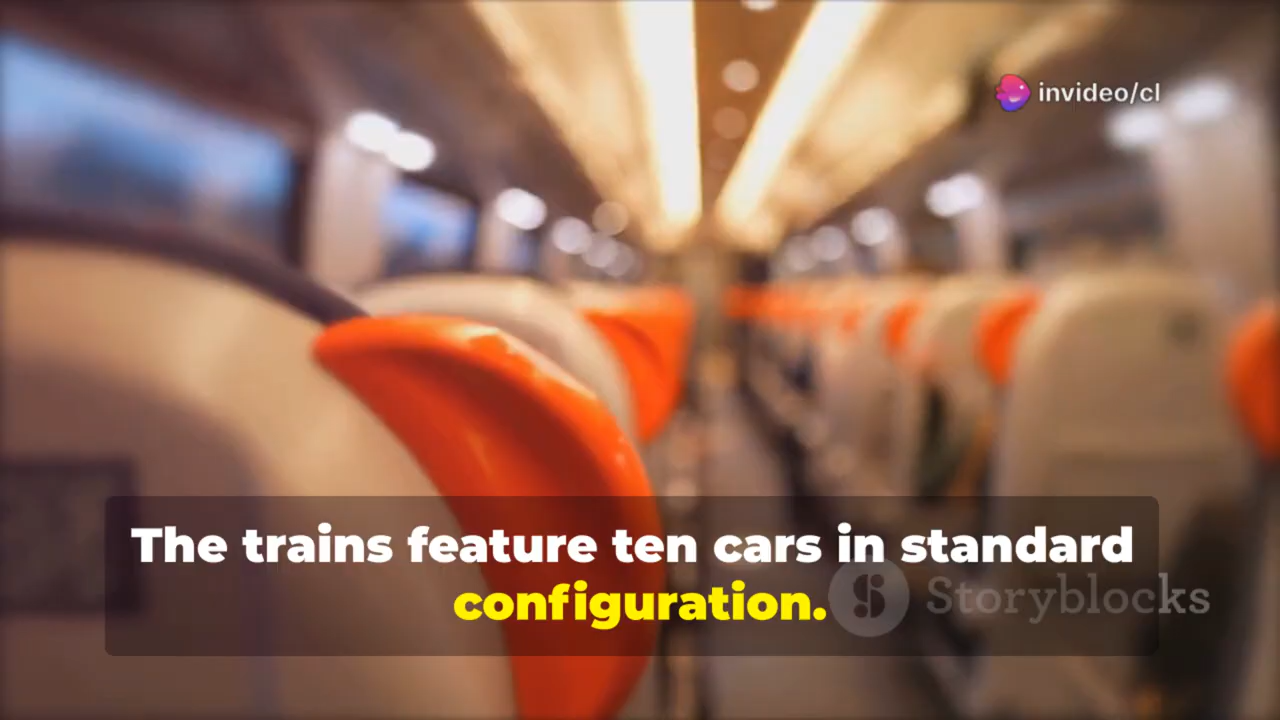 invideo/cl
The trains feature ten cars in standard
configuration.
Storyblocks